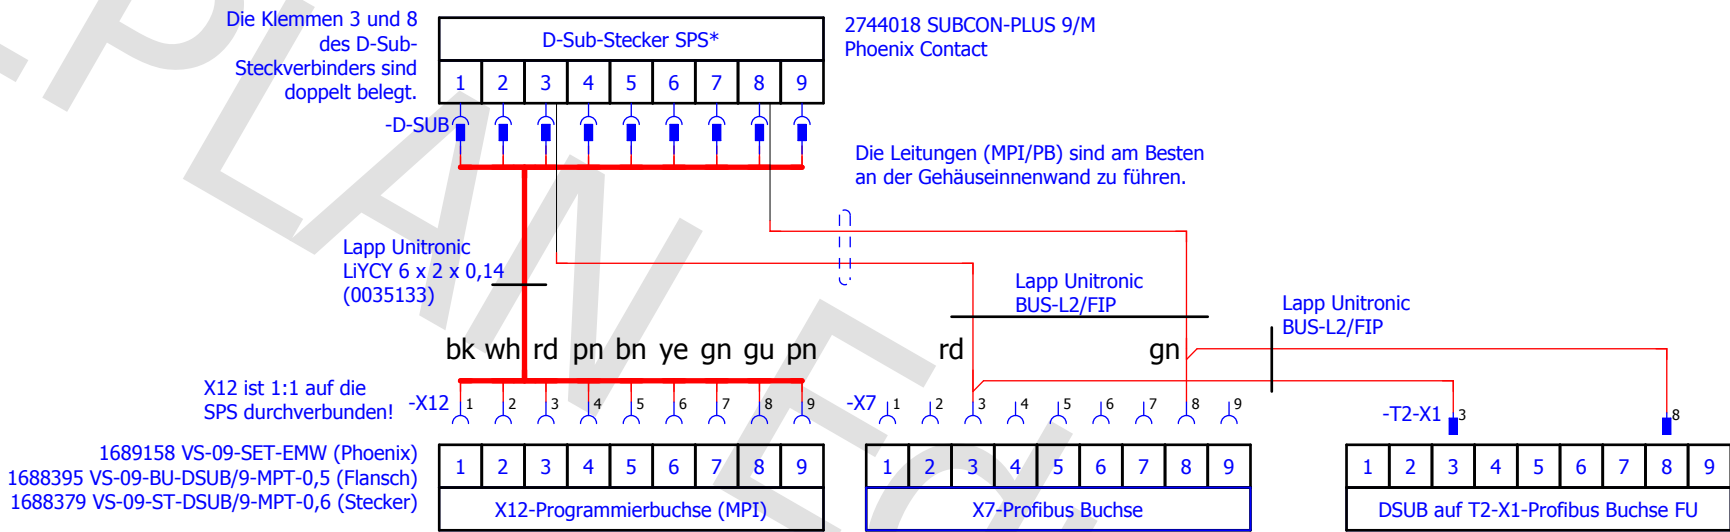 Die Klemmen 3 und 8
des D-Sub-
Steckverbinders sind
doppelt belegt.
D-Sub-Stecker SPS*
1 2 3 4 5 6 7 8 9
2744018 SUBCON-PLUS 9/M
Phoenix Contact
-D-SUB
Die Leitungen (MPI/PB) sind am Besten
an der Gehäuseinnenwand zu führen.
Lapp Unitronic
LiYCY 6 x 2 x 0,14
(0035133)
Lapp Unitronic
BUS-L2/FIP
Lapp Unitronic
BUS-L2/FIP
bk wh rd pn bn ye gn gu pn
rd gn
X12 ist 1:1 auf die
SPS durchverbunden!
-X12 1 2 3 4 5 6 7 8 9
-X7 1 2 3 4 5 6 7 8 9
-T2-X1 3 8
1689158 VS-09-SET-EMW (Phoenix)
1688395 VS-09-BU-DSUB/9-MPT-0,5 (Flansch)
1688379 VS-09-ST-DSUB/9-MPT-0,6 (Stecker)
1 2 3 4 5 6 7 8 9
X12-Programmierbuchse (MPI)
1 2 3 4 5 6 7 8 9
X7-Profibus Buchse
1 2 3 4 5 6 7 8 9
DSUB auf T2-X1-Profibus Buchse FU